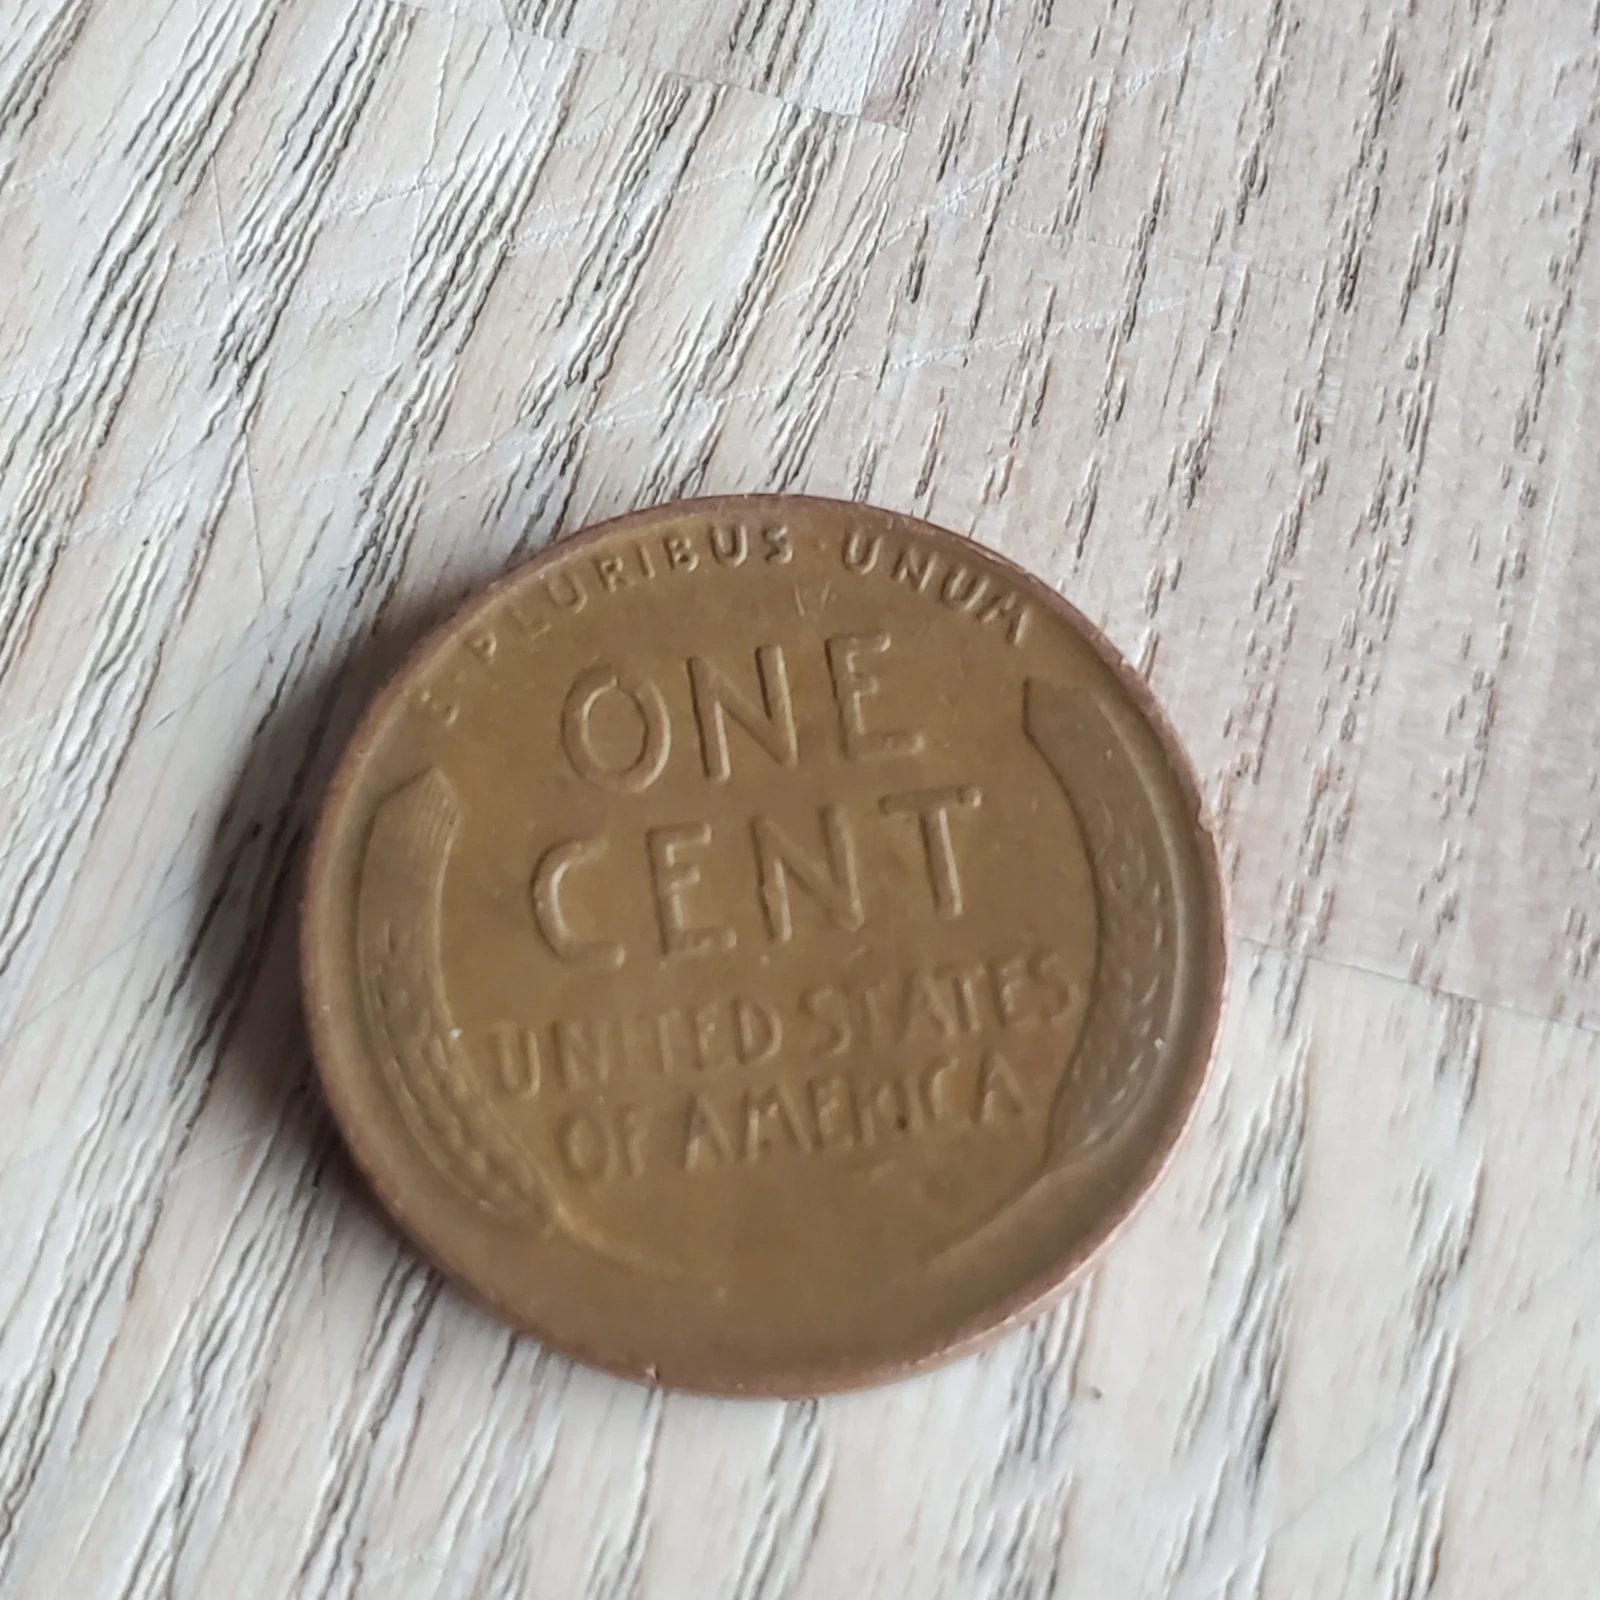 E·PLURIBUS·UNUM
ONE
CENT
UNITED STATES
OF AMERICA